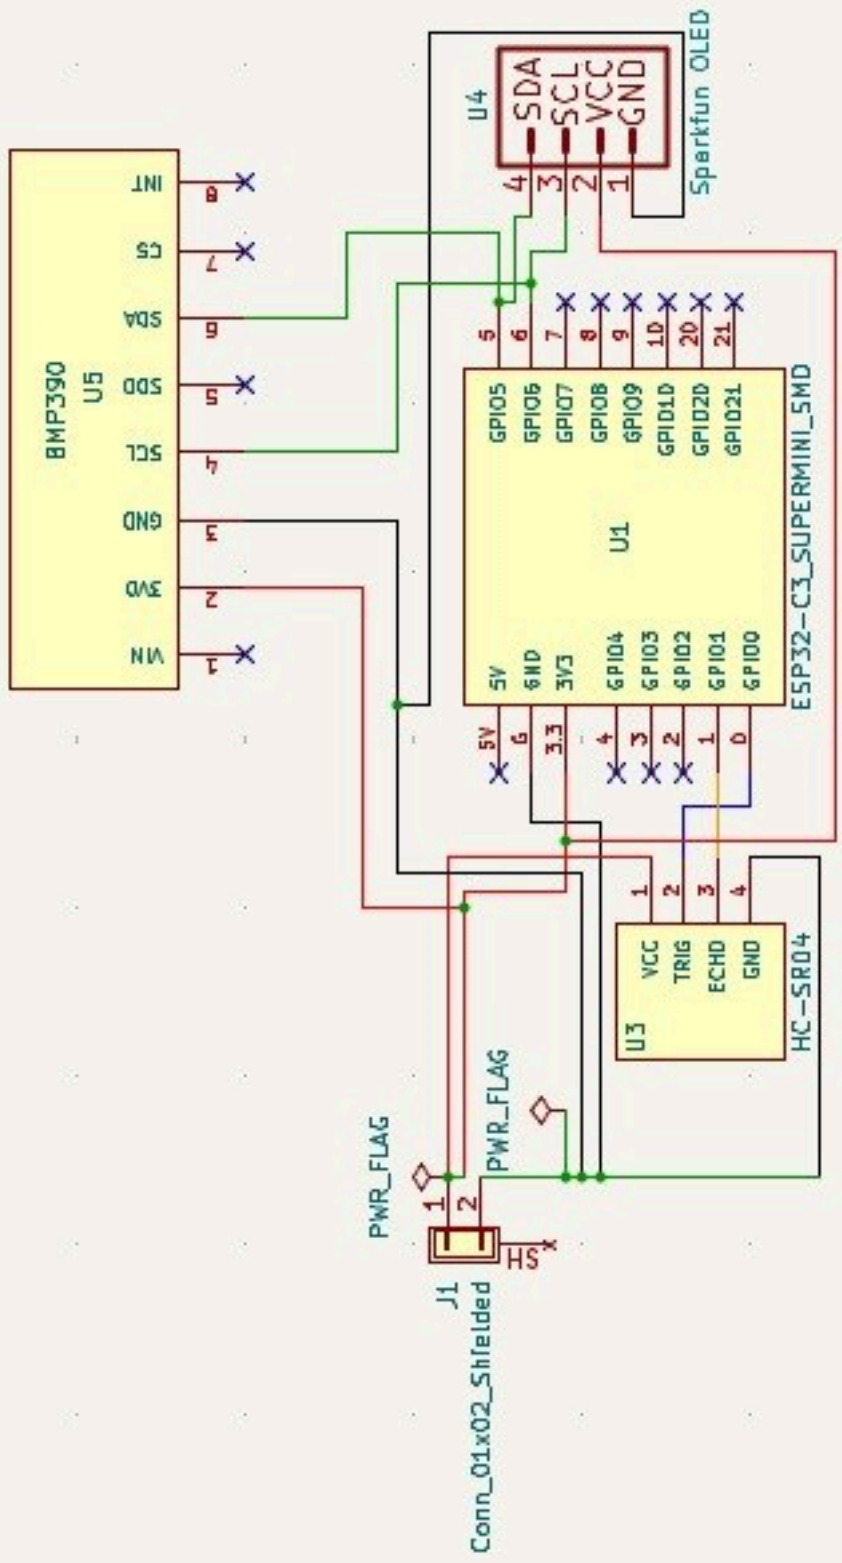 Sparkfun OLED
U4
SDA
SCL
VCC
GND
4
3
2
1
BMP390
U5
INT
8
CS
7
SDA
6
SDO
5
SCL
4
GND
3
3VO
2
VIN
1
5
6
7
8
9
10
20
21
GPIO5
GPIO6
GPIO7
GPIO8
GPIO9
GPIO10
GPIO20
GPIO21
U1
ESP32-C3_SUPERMINI_SMD
5V
GND
3V3
GPIO4
GPIO3
GPIO2
GPIO1
GPIO0
5V
G
3.3
4
3
2
1
0
1
2
3
4
VCC
TRIG
ECHO
GND
U3
HC-SR04
PWR_FLAG
PWR_FLAG
1
2
SH
J1
Conn_01x02_Shielded